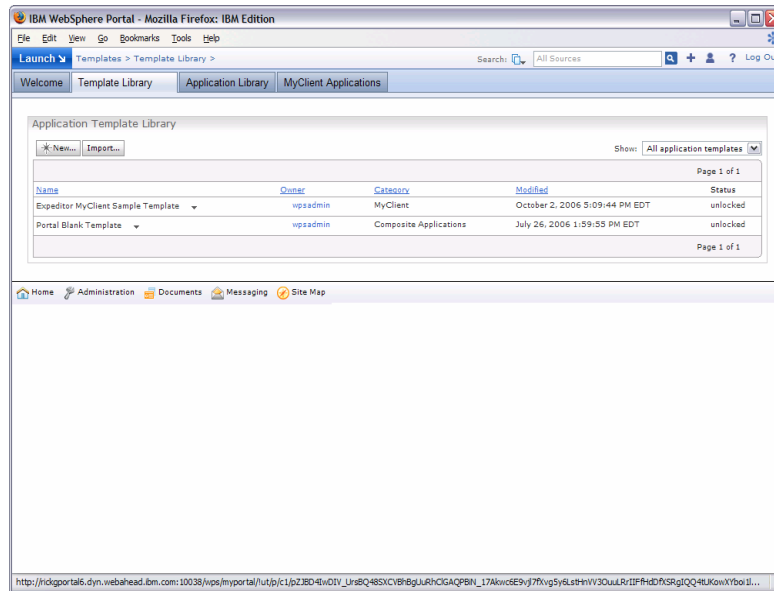 IBM WebSphere Portal - Mozilla Firefox: IBM Edition
File Edit View Go Bookmarks Tools Help
Launch Templates > Template Library > Search: All Sources ? Log Ou
Welcome Template Library Application Library MyClient Applications
Application Template Library
New... Import... Show: All application templates
Page 1 of 1
Name Owner Category Modified Status
Expeditor MyClient Sample Template wpsadmin MyClient October 2, 2006 5:09:44 PM EDT unlocked
Portal Blank Template wpsadmin Composite Applications July 26, 2006 1:59:55 PM EDT unlocked
Page 1 of 1
Home Administration Documents Messaging Site Map